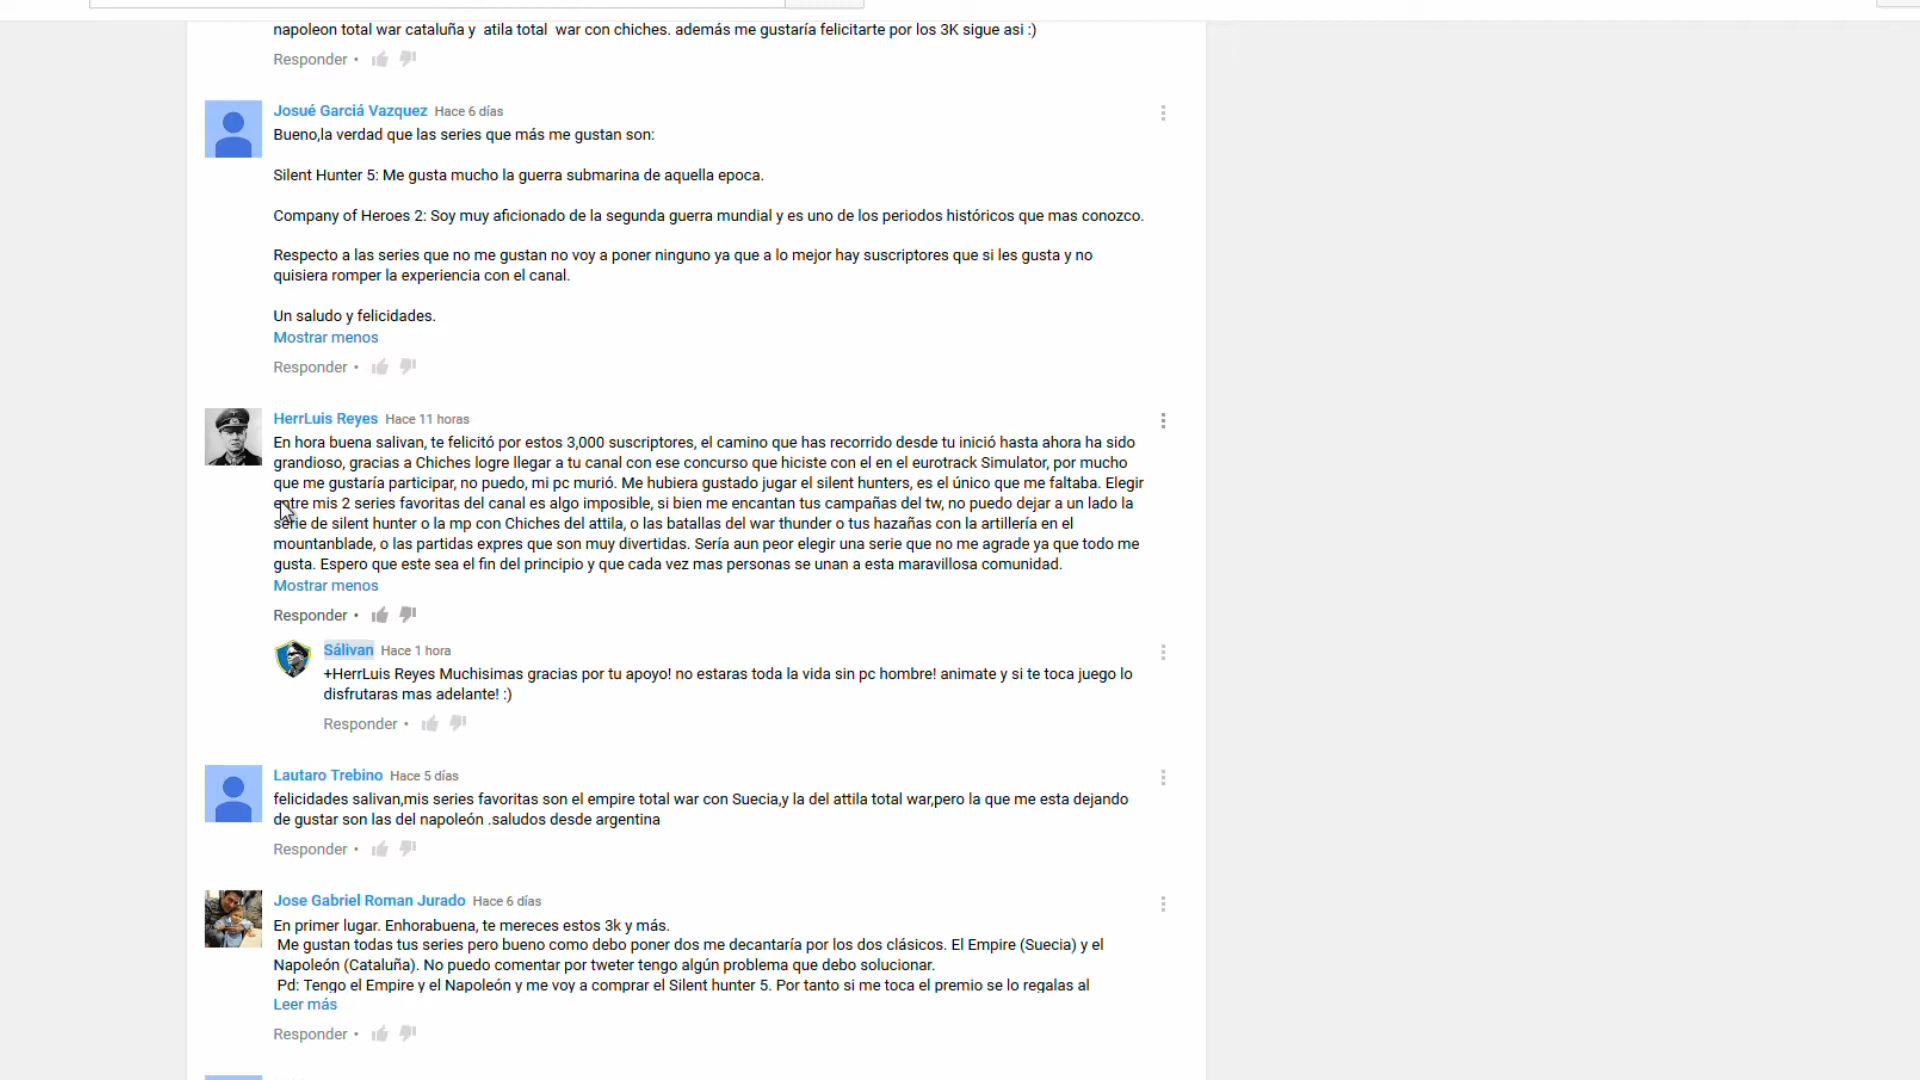 napoleon total war cataluña y  atila total  war con chiches. además me gustaría felicitarte por los 3K sigue asi :)
Responder •
Josué Garciá Vazquez Hace 6 días
Bueno,la verdad que las series que más me gustan son:
Silent Hunter 5: Me gusta mucho la guerra submarina de aquella epoca.
Company of Heroes 2: Soy muy aficionado de la segunda guerra mundial y es uno de los periodos históricos que mas conozco.
Respecto a las series que no me gustan no voy a poner ninguno ya que a lo mejor hay suscriptores que si les gusta y no
quisiera romper la experiencia con el canal.
Un saludo y felicidades.
Mostrar menos
Responder •
HerrLuis Reyes Hace 11 horas
En hora buena salivan, te felicitó por estos 3,000 suscriptores, el camino que has recorrido desde tu inició hasta ahora ha sido
grandioso, gracias a Chiches logre llegar a tu canal con ese concurso que hiciste con el en el eurotrack Simulator, por mucho
que me gustaría participar, no puedo, mi pc murió. Me hubiera gustado jugar el silent hunters, es el único que me faltaba. Elegir
entre mis 2 series favoritas del canal es algo imposible, si bien me encantan tus campañas del tw, no puedo dejar a un lado la
serie de silent hunter o la mp con Chiches del attila, o las batallas del war thunder o tus hazañas con la artillería en el
mountanblade, o las partidas expres que son muy divertidas. Sería aun peor elegir una serie que no me agrade ya que todo me
gusta. Espero que este sea el fin del principio y que cada vez mas personas se unan a esta maravillosa comunidad.
Mostrar menos
Responder •
Sálivan Hace 1 hora
+HerrLuis Reyes Muchisimas gracias por tu apoyo! no estaras toda la vida sin pc hombre! animate y si te toca juego lo
disfrutaras mas adelante! :)
Responder •
Lautaro Trebino Hace 5 días
felicidades salivan,mis series favoritas son el empire total war con Suecia,y la del attila total war,pero la que me esta dejando
de gustar son las del napoleón .saludos desde argentina
Responder •
Jose Gabriel Roman Jurado Hace 6 días
En primer lugar. Enhorabuena, te mereces estos 3k y más.
Me gustan todas tus series pero bueno como debo poner dos me decantaría por los dos clásicos. El Empire (Suecia) y el
Napoleón (Cataluña). No puedo comentar por tweter tengo algún problema que debo solucionar.
Pd: Tengo el Empire y el Napoleón y me voy a comprar el Silent hunter 5. Por tanto si me toca el premio se lo regalas al
Leer más
Responder •